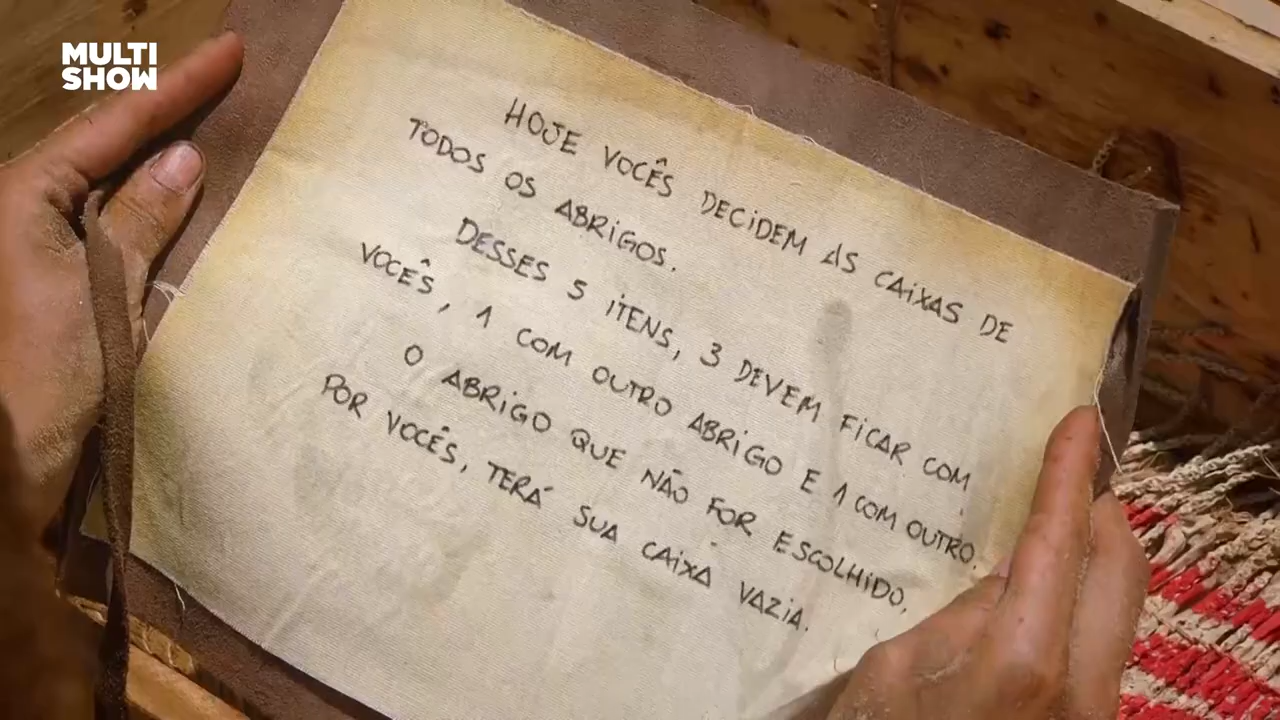 MULTI
SHOW
HOJE VOCÊS DECIDEM AS CAIXAS DE
TODOS OS ABRIGOS.
DESSES 5 ITENS, 3 DEVEM FICAR COM
VOCÊS, 1 COM OUTRO ABRIGO E 1 COM OUTRO.
O ABRIGO QUE NÃO FOR ESCOLHIDO,
POR VOCÊS, TERÁ SUA CAIXA VAZIA.